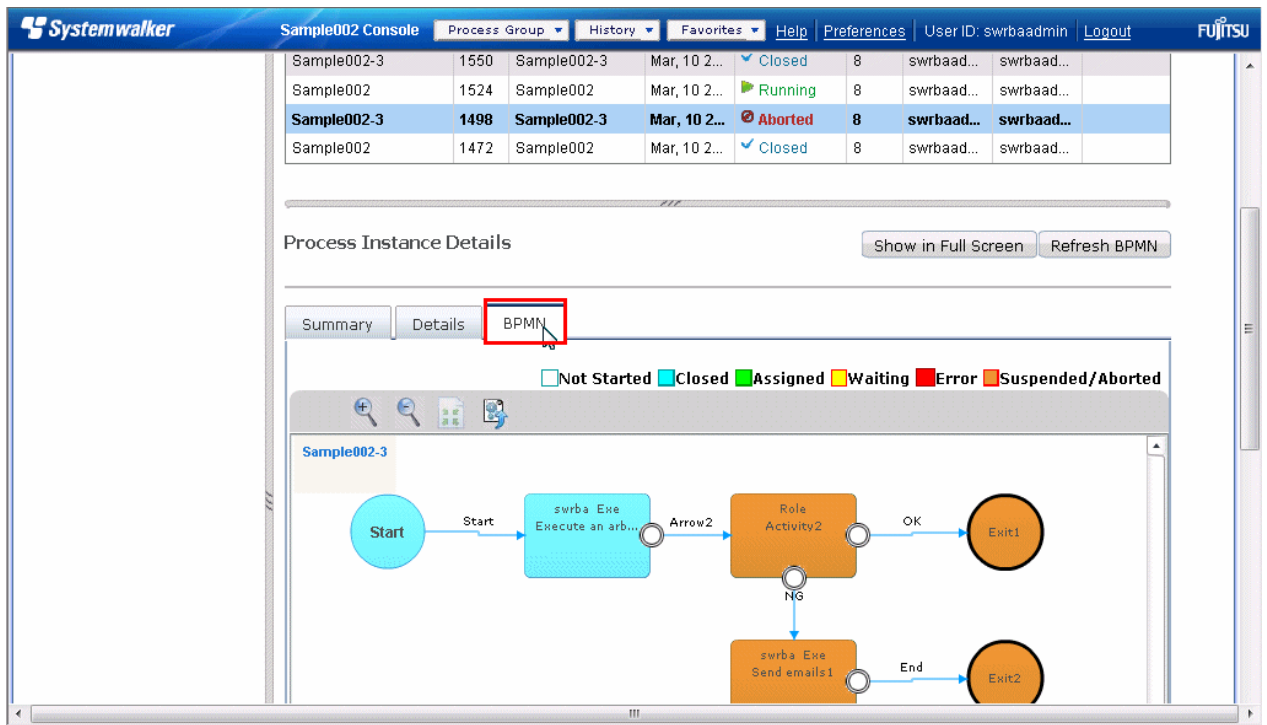 Systemwalker Sample002 Console Process Group History Favorites Help Preferences User ID: swrbaadmin Logout FUJITSU
Sample002-3 1550 Sample002-3 Mar, 10 2... Closed 8 swrbaad... swrbaad...
Sample002 1524 Sample002 Mar, 10 2... Running 8 swrbaad... swrbaad...
Sample002-3 1498 Sample002-3 Mar, 10 2... Aborted 8 swrbaad... swrbaad...
Sample002 1472 Sample002 Mar, 10 2... Closed 8 swrbaad... swrbaad...
Process Instance Details Show in Full Screen Refresh BPMN
Summary Details BPMN
Not Started Closed Assigned Waiting Error Suspended/Aborted
Sample002-3
Start
Start
swrba Exe
Execute an arb...
Arrow2
Role
Activity2
OK
Exit1
NG
swrba Exe
Send emails1
End
Exit2